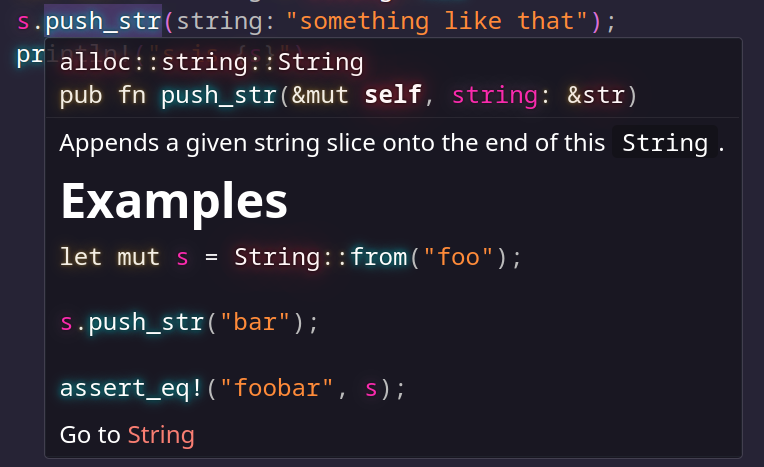 s.push_str(string: "something like that");
println!("s is {s}")
alloc::string::String
pub fn push_str(&mut self, string: &str)
Appends a given string slice onto the end of this String.
Examples
let mut s = String::from("foo");
s.push_str("bar");
assert_eq!("foobar", s);
Go to String